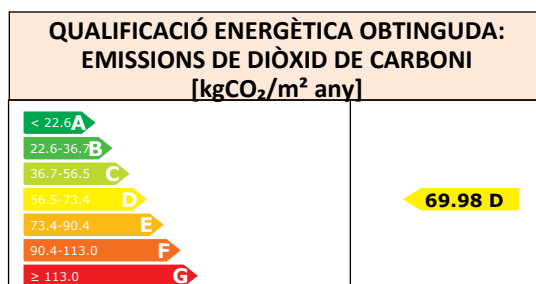 QUALIFICACIÓ ENERGÈTICA OBTINGUDA:
EMISSIONS DE DIÒXID DE CARBONI
[kgCO₂/m² any]
< 22.6 A
22.6-36.7 B
36.7-56.5 C
56.5-73.4 D
69.98 D
73.4-90.4 E
90.4-113.0 F
≥ 113.0 G